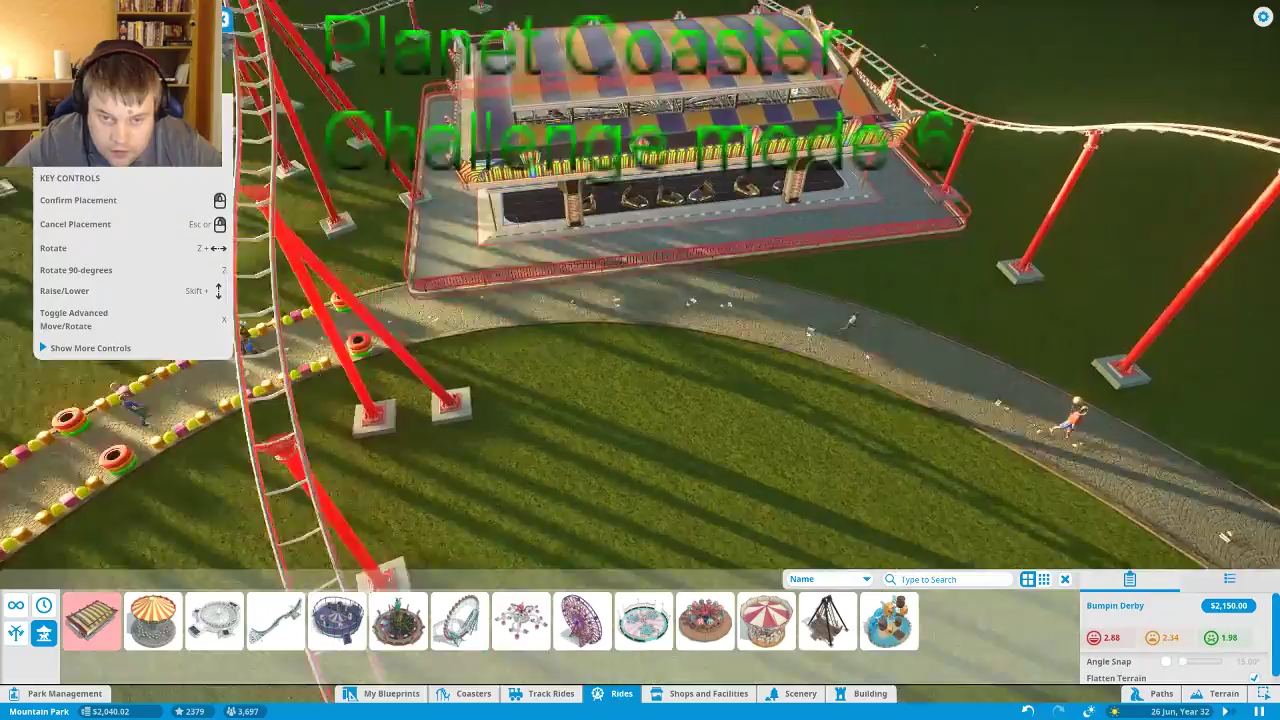 Planet Coaster:
Challenge mode 6
KEY CONTROLS
Confirm Placement
Cancel Placement Esc or
Rotate Z +
Rotate 90-degrees Z
Raise/Lower Skift +
Toggle Advanced Move/Rotate X
Show More Controls
Name Type to Search
Bumpin Derby $2,150.00
2.88 2.34 1.98
Angle Snap 15.00°
Flatten Terrain
Park Management My Blueprints Coasters Track Rides Rides Shops and Facilities Scenery Building Paths Terrain
Mountain Park $2,040.02 2379 3,697 26 Jun, Year 32